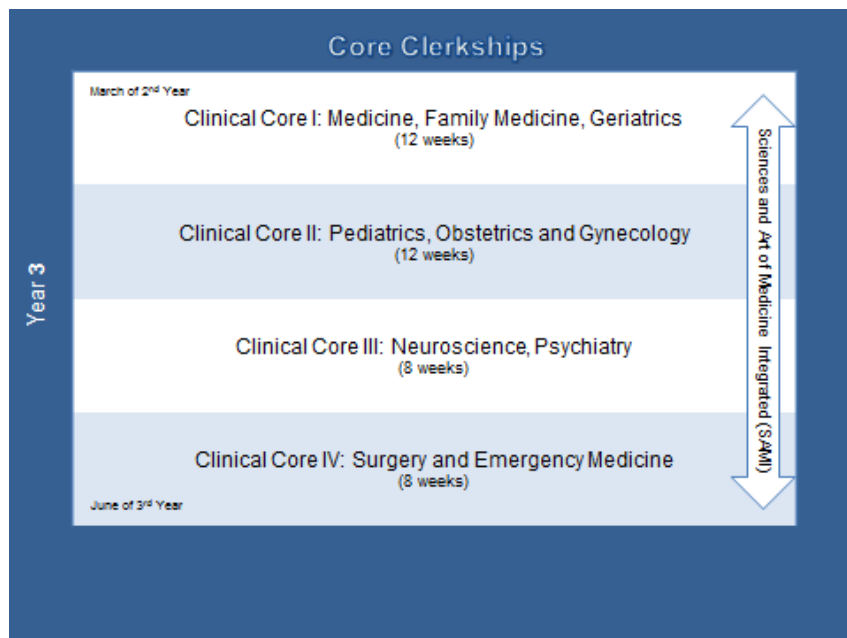 Core Clerkships
March of 2nd Year
Clinical Core I: Medicine, Family Medicine, Geriatrics
(12 weeks)
Clinical Core II: Pediatrics, Obstetrics and Gynecology
(12 weeks)
Clinical Core III: Neuroscience, Psychiatry
(8 weeks)
Clinical Core IV: Surgery and Emergency Medicine
(8 weeks)
June of 3rd Year
Year 3
Sciences and Art of Medicine Integrated (SAMI)